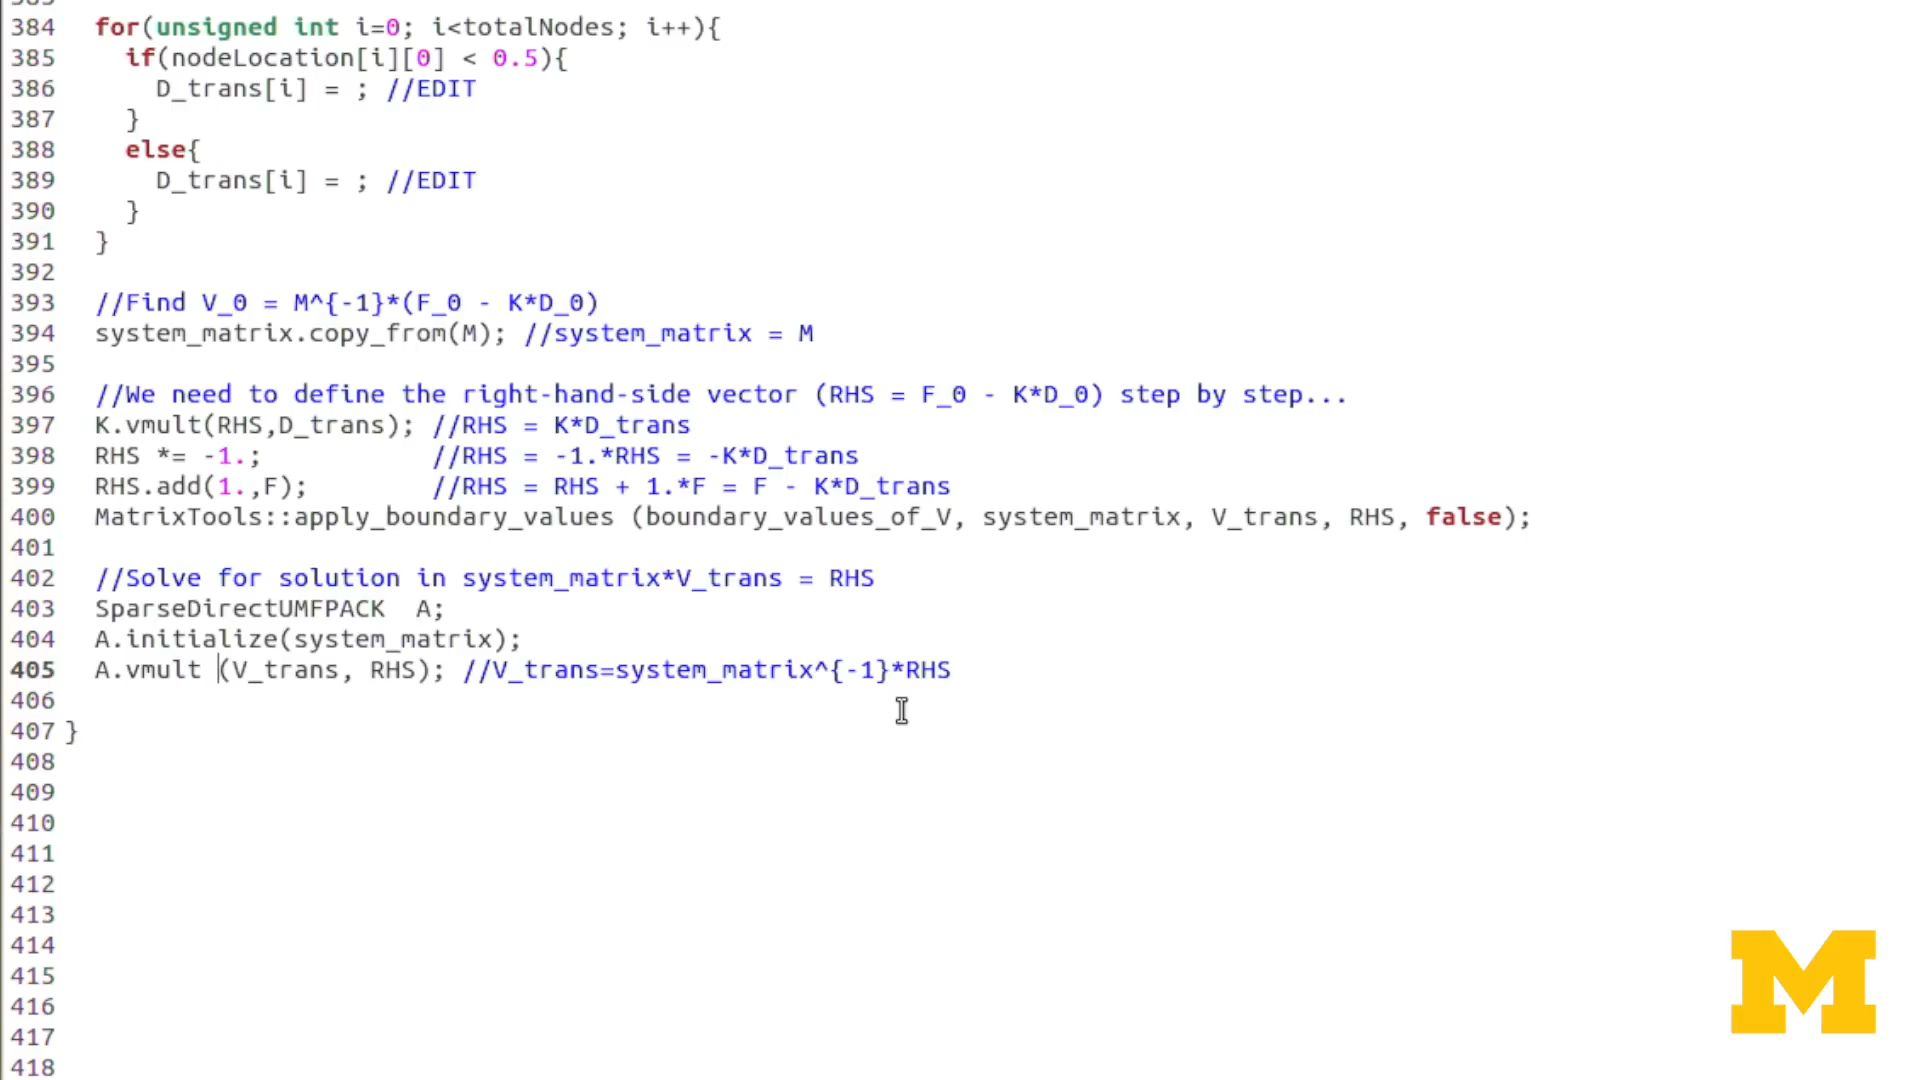 384 for(unsigned int i=0; i<totalNodes; i++){
385 if(nodeLocation[i][0] < 0.5){
386 D_trans[i] = ; //EDIT
387 }
388 else{
389 D_trans[i] = ; //EDIT
390 }
391 }
392
393 //Find V_0 = M^{-1}*(F_0 - K*D_0)
394 system_matrix.copy_from(M); //system_matrix = M
395
396 //We need to define the right-hand-side vector (RHS = F_0 - K*D_0) step by step...
397 K.vmult(RHS,D_trans); //RHS = K*D_trans
398 RHS *= -1.; //RHS = -1.*RHS = -K*D_trans
399 RHS.add(1.,F); //RHS = RHS + 1.*F = F - K*D_trans
400 MatrixTools::apply_boundary_values (boundary_values_of_V, system_matrix, V_trans, RHS, false);
401
402 //Solve for solution in system_matrix*V_trans = RHS
403 SparseDirectUMFPACK A;
404 A.initialize(system_matrix);
405 A.vmult (V_trans, RHS); //V_trans=system_matrix^{-1}*RHS
406
407 }
408
409
410
411
412
413
414
415
416
417
418
M